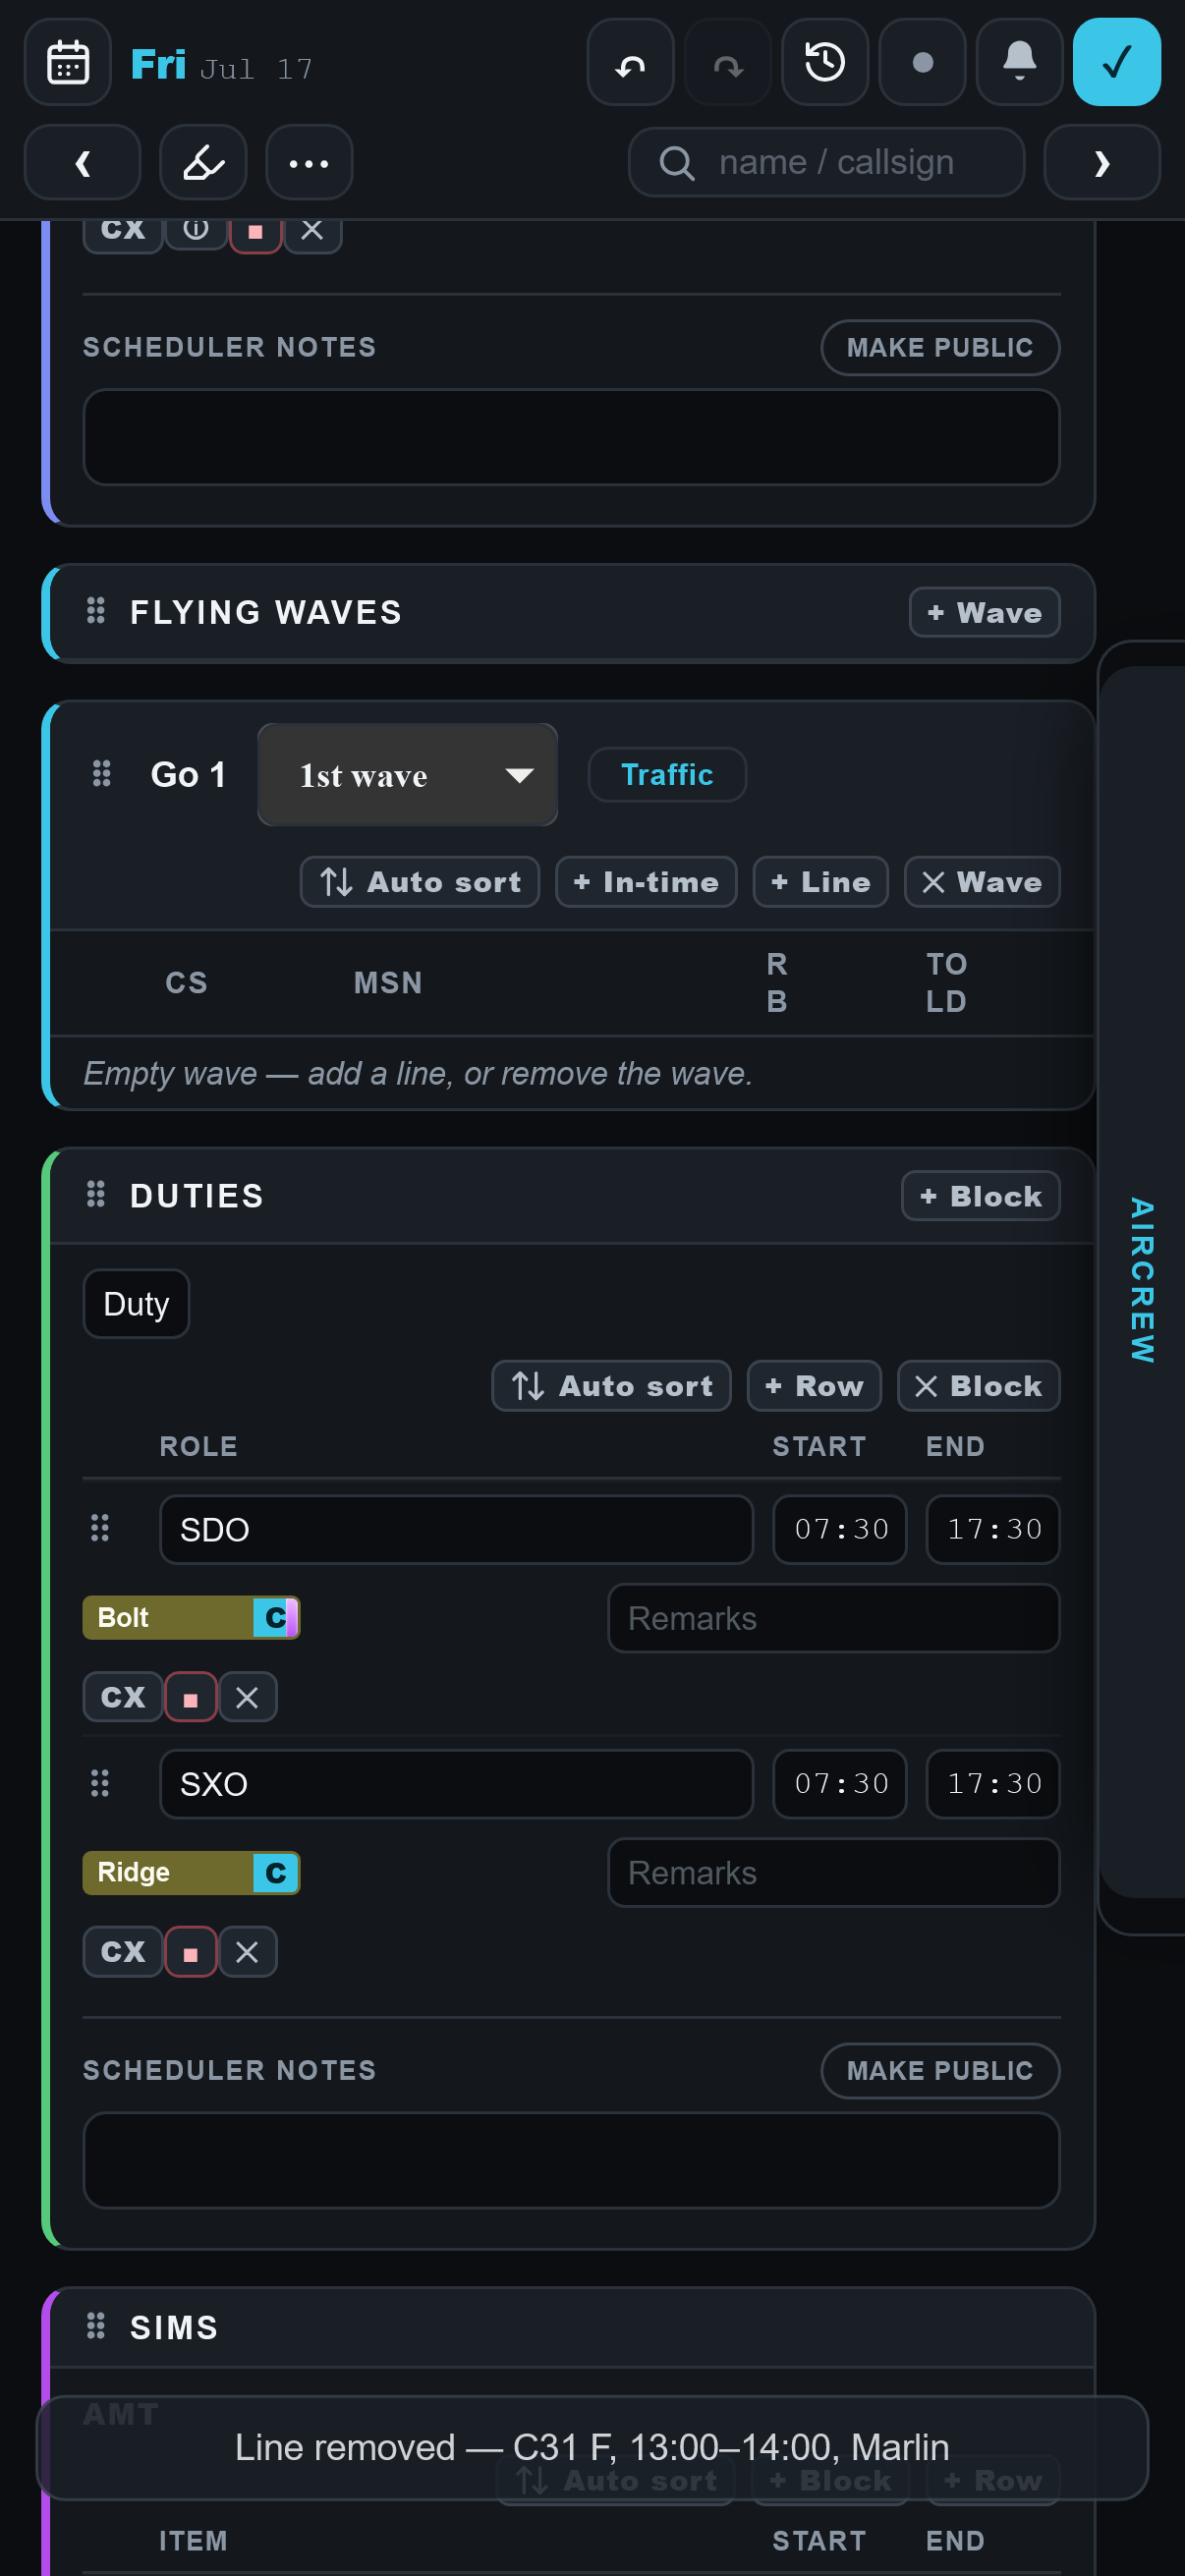 Fri Jul 17
name / callsign
CX
SCHEDULER NOTES MAKE PUBLIC
FLYING WAVES + Wave
Go 1 1st wave Traffic
Auto sort + In-time + Line × Wave
CS MSN R B TO LD
Empty wave — add a line, or remove the wave.
DUTIES + Block
Duty
Auto sort + Row × Block
ROLE START END
SDO 07:30 17:30
Bolt C Remarks
CX
SXO 07:30 17:30
Ridge C Remarks
CX
SCHEDULER NOTES MAKE PUBLIC
SIMS
AMT
Line removed — C31 F, 13:00–14:00, Marlin
Auto sort + Block + Row
ITEM START END
AIRCREW